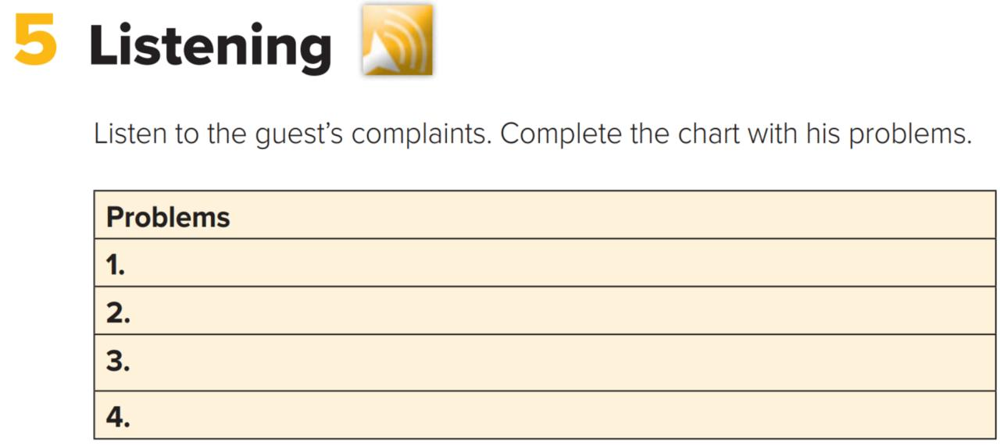 5 Listening
Listen to the guest’s complaints. Complete the chart with his problems.
Problems
1.
2.
3.
4.